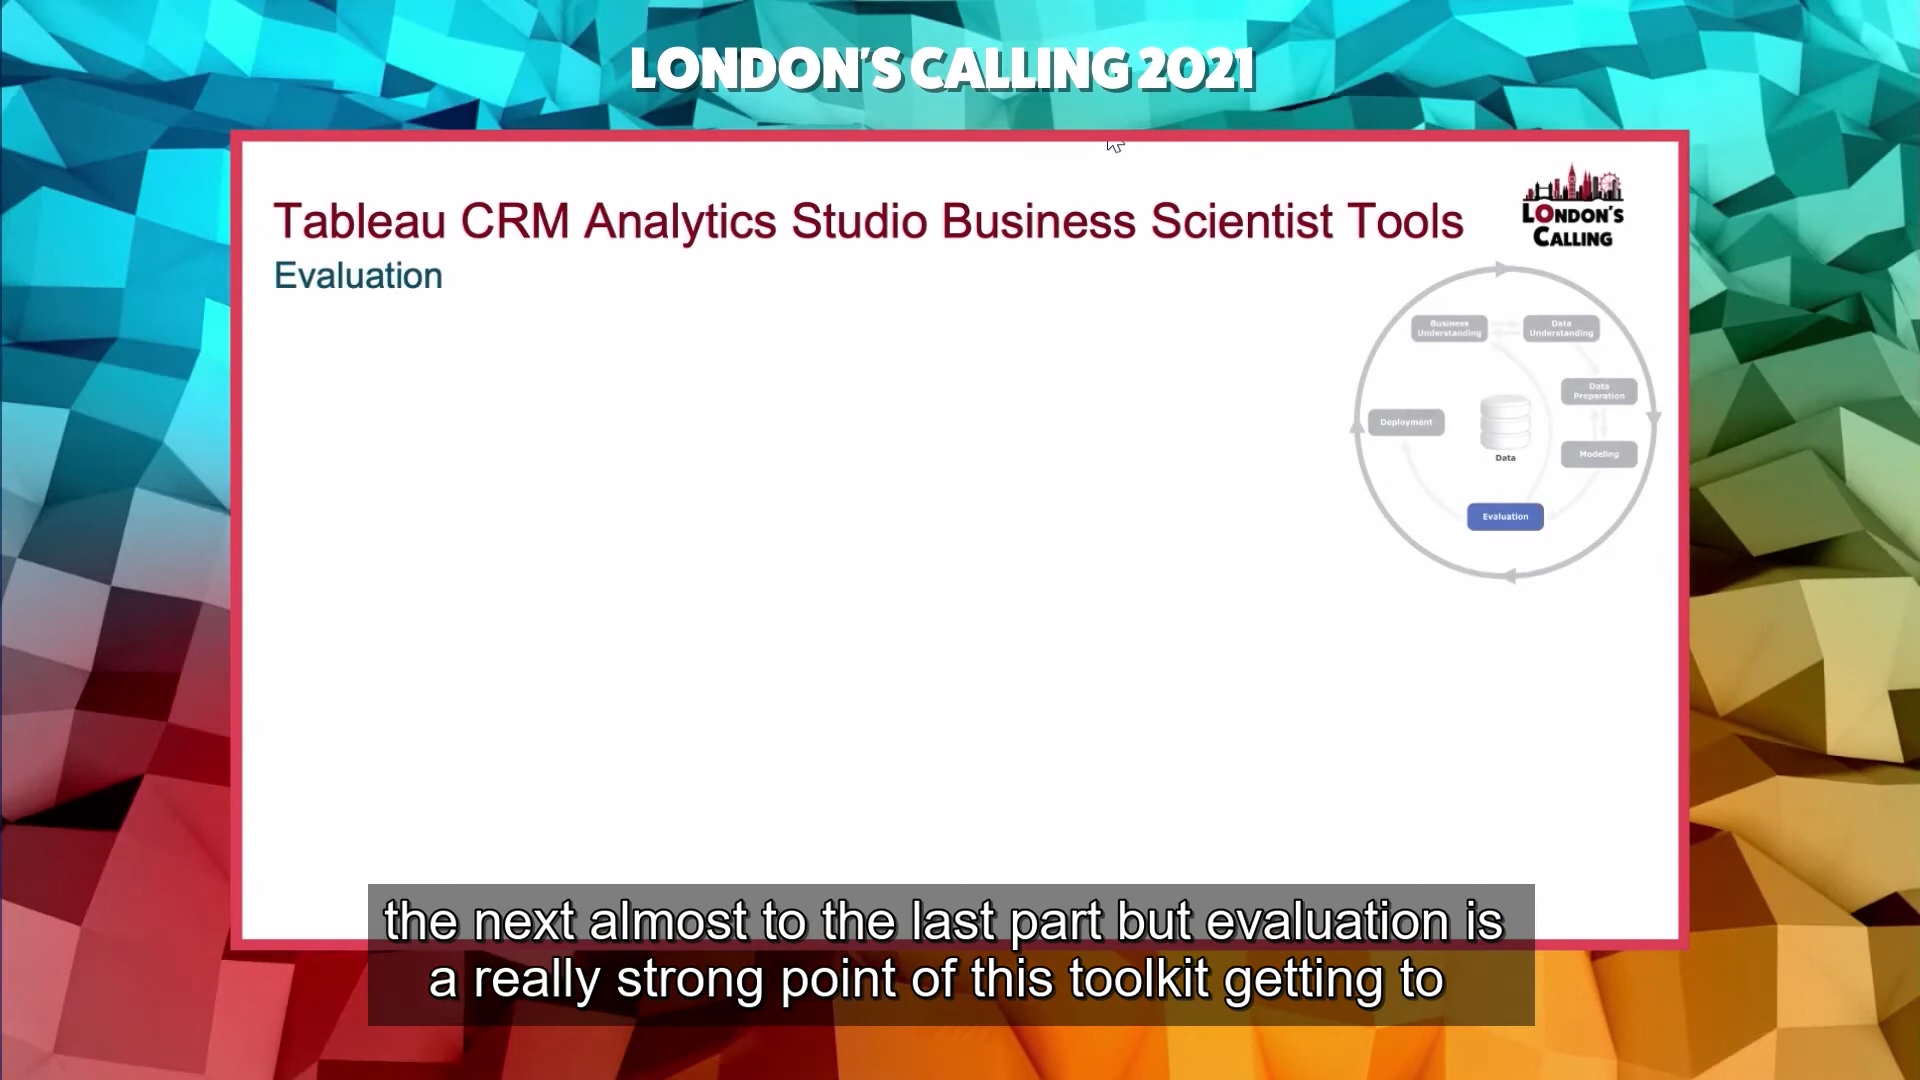 LONDON'S CALLING 2021
Tableau CRM Analytics Studio Business Scientist Tools
Evaluation
LONDON'S
CALLING
Business
Understanding
Data
Understanding
Data
Preparation
Deployment
Data
Modeling
Evaluation
the next almost to the last part but evaluation is
a really strong point of this toolkit getting to